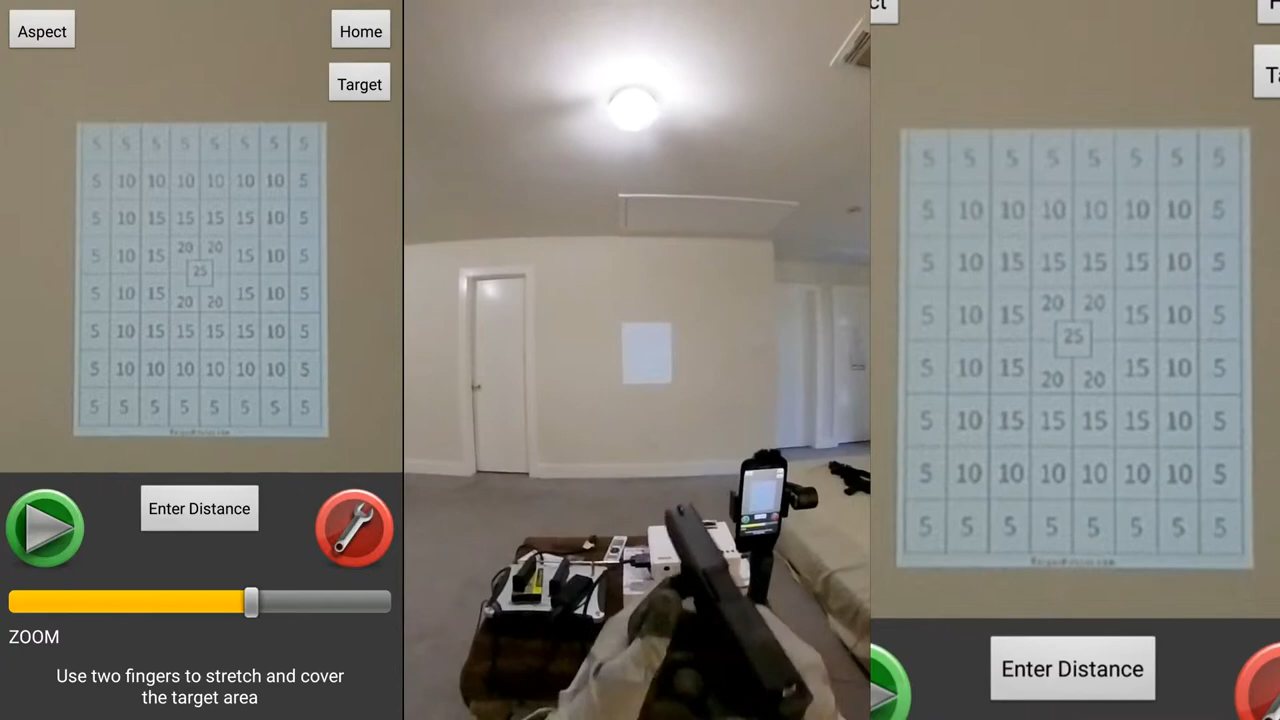 Aspect
Home
Target
5 5 5 5 5 5 5 5
5 10 10 10 10 10 10 5
5 10 15 15 15 15 10 5
5 10 15 20 20 15 10 5
25
5 10 15 20 20 15 10 5
5 10 15 15 15 15 10 5
5 10 10 10 10 10 10 5
5 5 5 5 5 5 5 5
Enter Distance
ZOOM
Use two fingers to stretch and cover
the target area
ct
H
Ta
5 5 5 5 5 5 5 5
5 10 10 10 10 10 10 5
5 10 15 15 15 15 10 5
5 10 15 20 20 15 10 5
25
5 10 15 20 20 15 10 5
5 10 15 15 15 15 10 5
5 10 10 10 10 10 10 5
5 5 5 5 5 5 5 5
Enter Distance